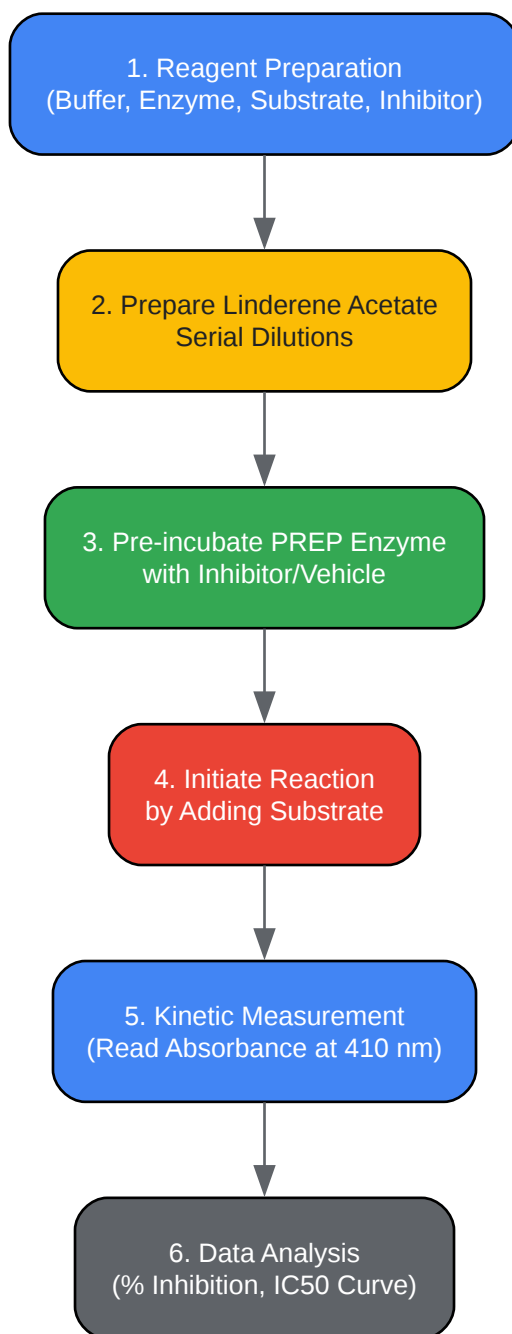 1. Reagent Preparation
(Buffer, Enzyme, Substrate, Inhibitor)
2. Prepare Linderene Acetate
Serial Dilutions
3. Pre-incubate PREP Enzyme
with Inhibitor/Vehicle
4. Initiate Reaction
by Adding Substrate
5. Kinetic Measurement
(Read Absorbance at 410 nm)
6. Data Analysis
(% Inhibition, IC50 Curve)